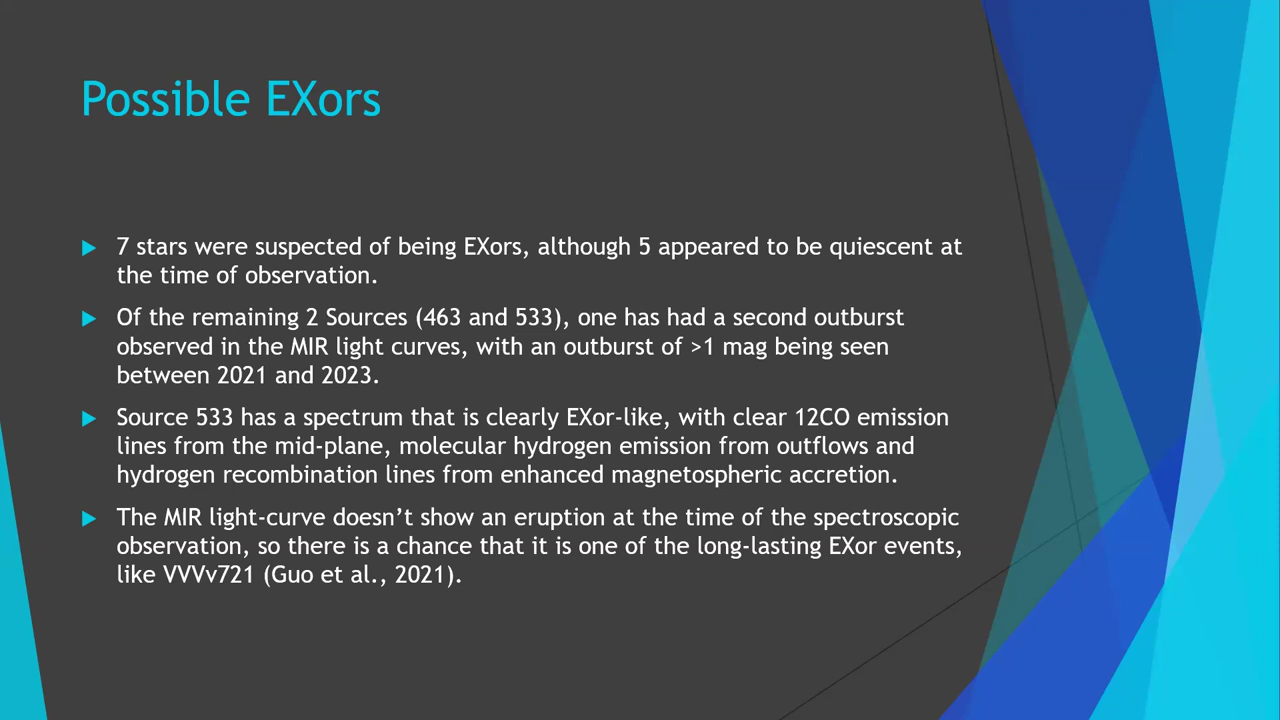 Possible EXors
7 stars were suspected of being EXors, although 5 appeared to be quiescent at
the time of observation.
Of the remaining 2 Sources (463 and 533), one has had a second outburst
observed in the MIR light curves, with an outburst of >1 mag being seen
between 2021 and 2023.
Source 533 has a spectrum that is clearly EXor-like, with clear 12CO emission
lines from the mid-plane, molecular hydrogen emission from outflows and
hydrogen recombination lines from enhanced magnetospheric accretion.
The MIR light-curve doesn’t show an eruption at the time of the spectroscopic
observation, so there is a chance that it is one of the long-lasting EXor events,
like VVVv721 (Guo et al., 2021).